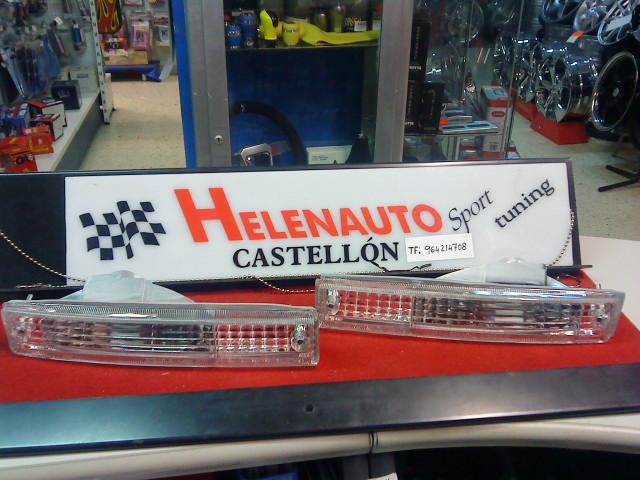 HELENAUTO Sport tuning
CASTELLÓN TF: 964214708